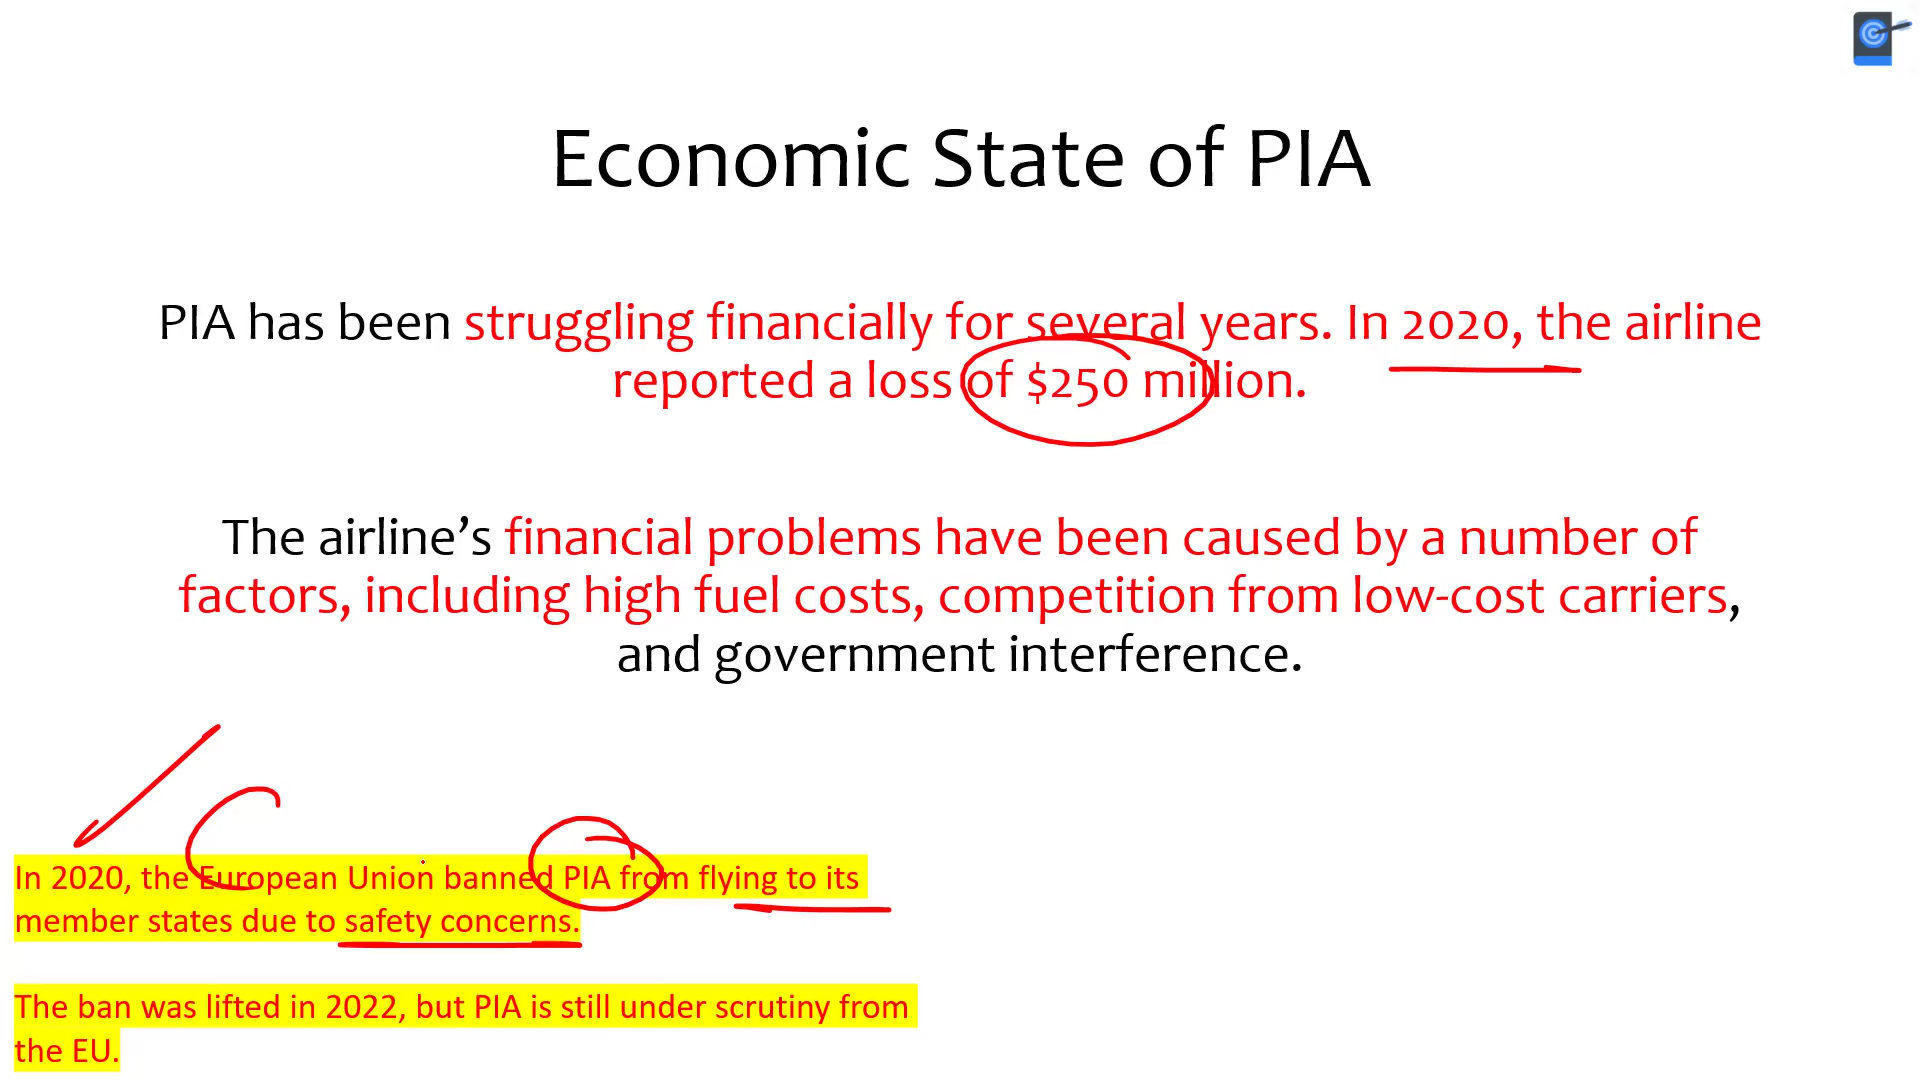 Economic State of PIA
PIA has been struggling financially for several years. In 2020, the airline
reported a loss of $250 million.
The airline’s financial problems have been caused by a number of
factors, including high fuel costs, competition from low-cost carriers,
and government interference.
In 2020, the European Union banned PIA from flying to its
member states due to safety concerns.
The ban was lifted in 2022, but PIA is still under scrutiny from
the EU.